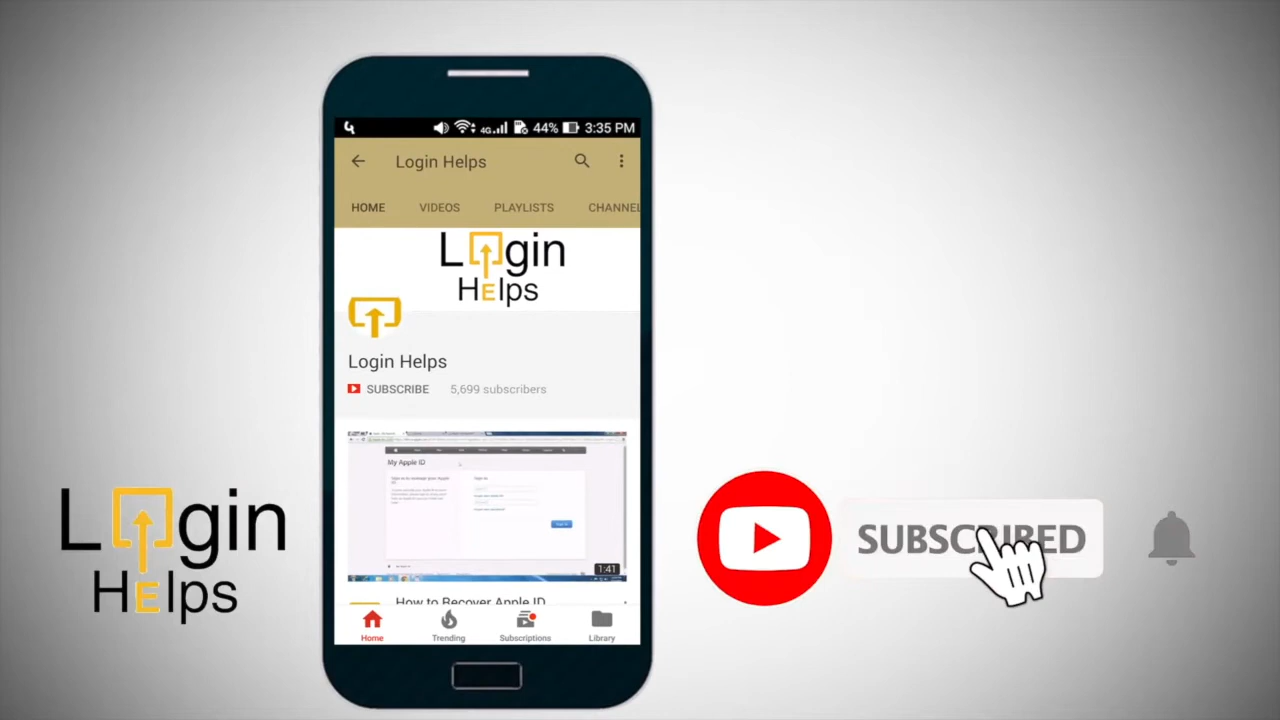 4G 44% 3:35 PM
Login Helps
HOME VIDEOS PLAYLISTS CHANNEL
Login
Helps
Login Helps
SUBSCRIBE 5,699 subscribers
My Apple ID
1:41
How to Recover Apple ID
Home Trending Subscriptions Library
Login
Helps
SUBSCRIBED